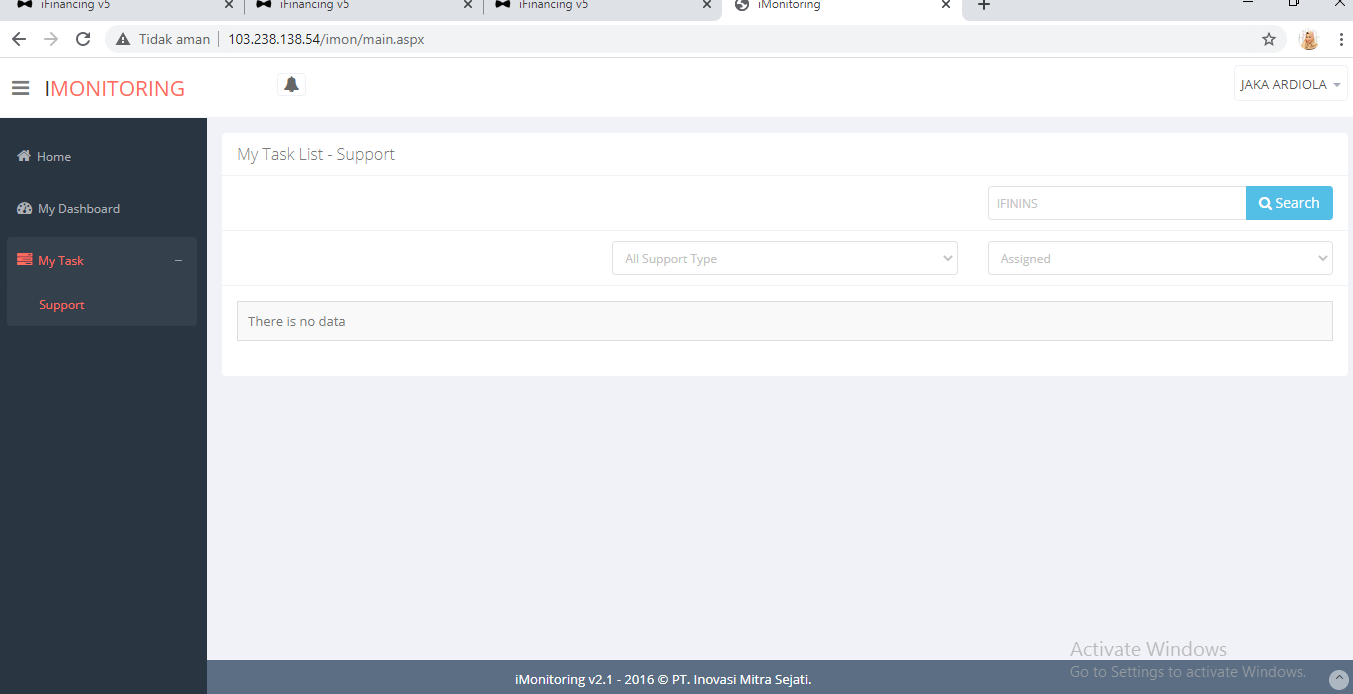 iFinancing v5
iFinancing v5
iFinancing v5
iMonitoring
Tidak aman
103.238.138.54/imon/main.aspx
IMONITORING
JAKA ARDIOLA
Home
My Dashboard
My Task
Support
My Task List - Support
IFININS
Search
All Support Type
Assigned
There is no data
Activate Windows
Go to Settings to activate Windows.
iMonitoring v2.1 - 2016 © PT. Inovasi Mitra Sejati.